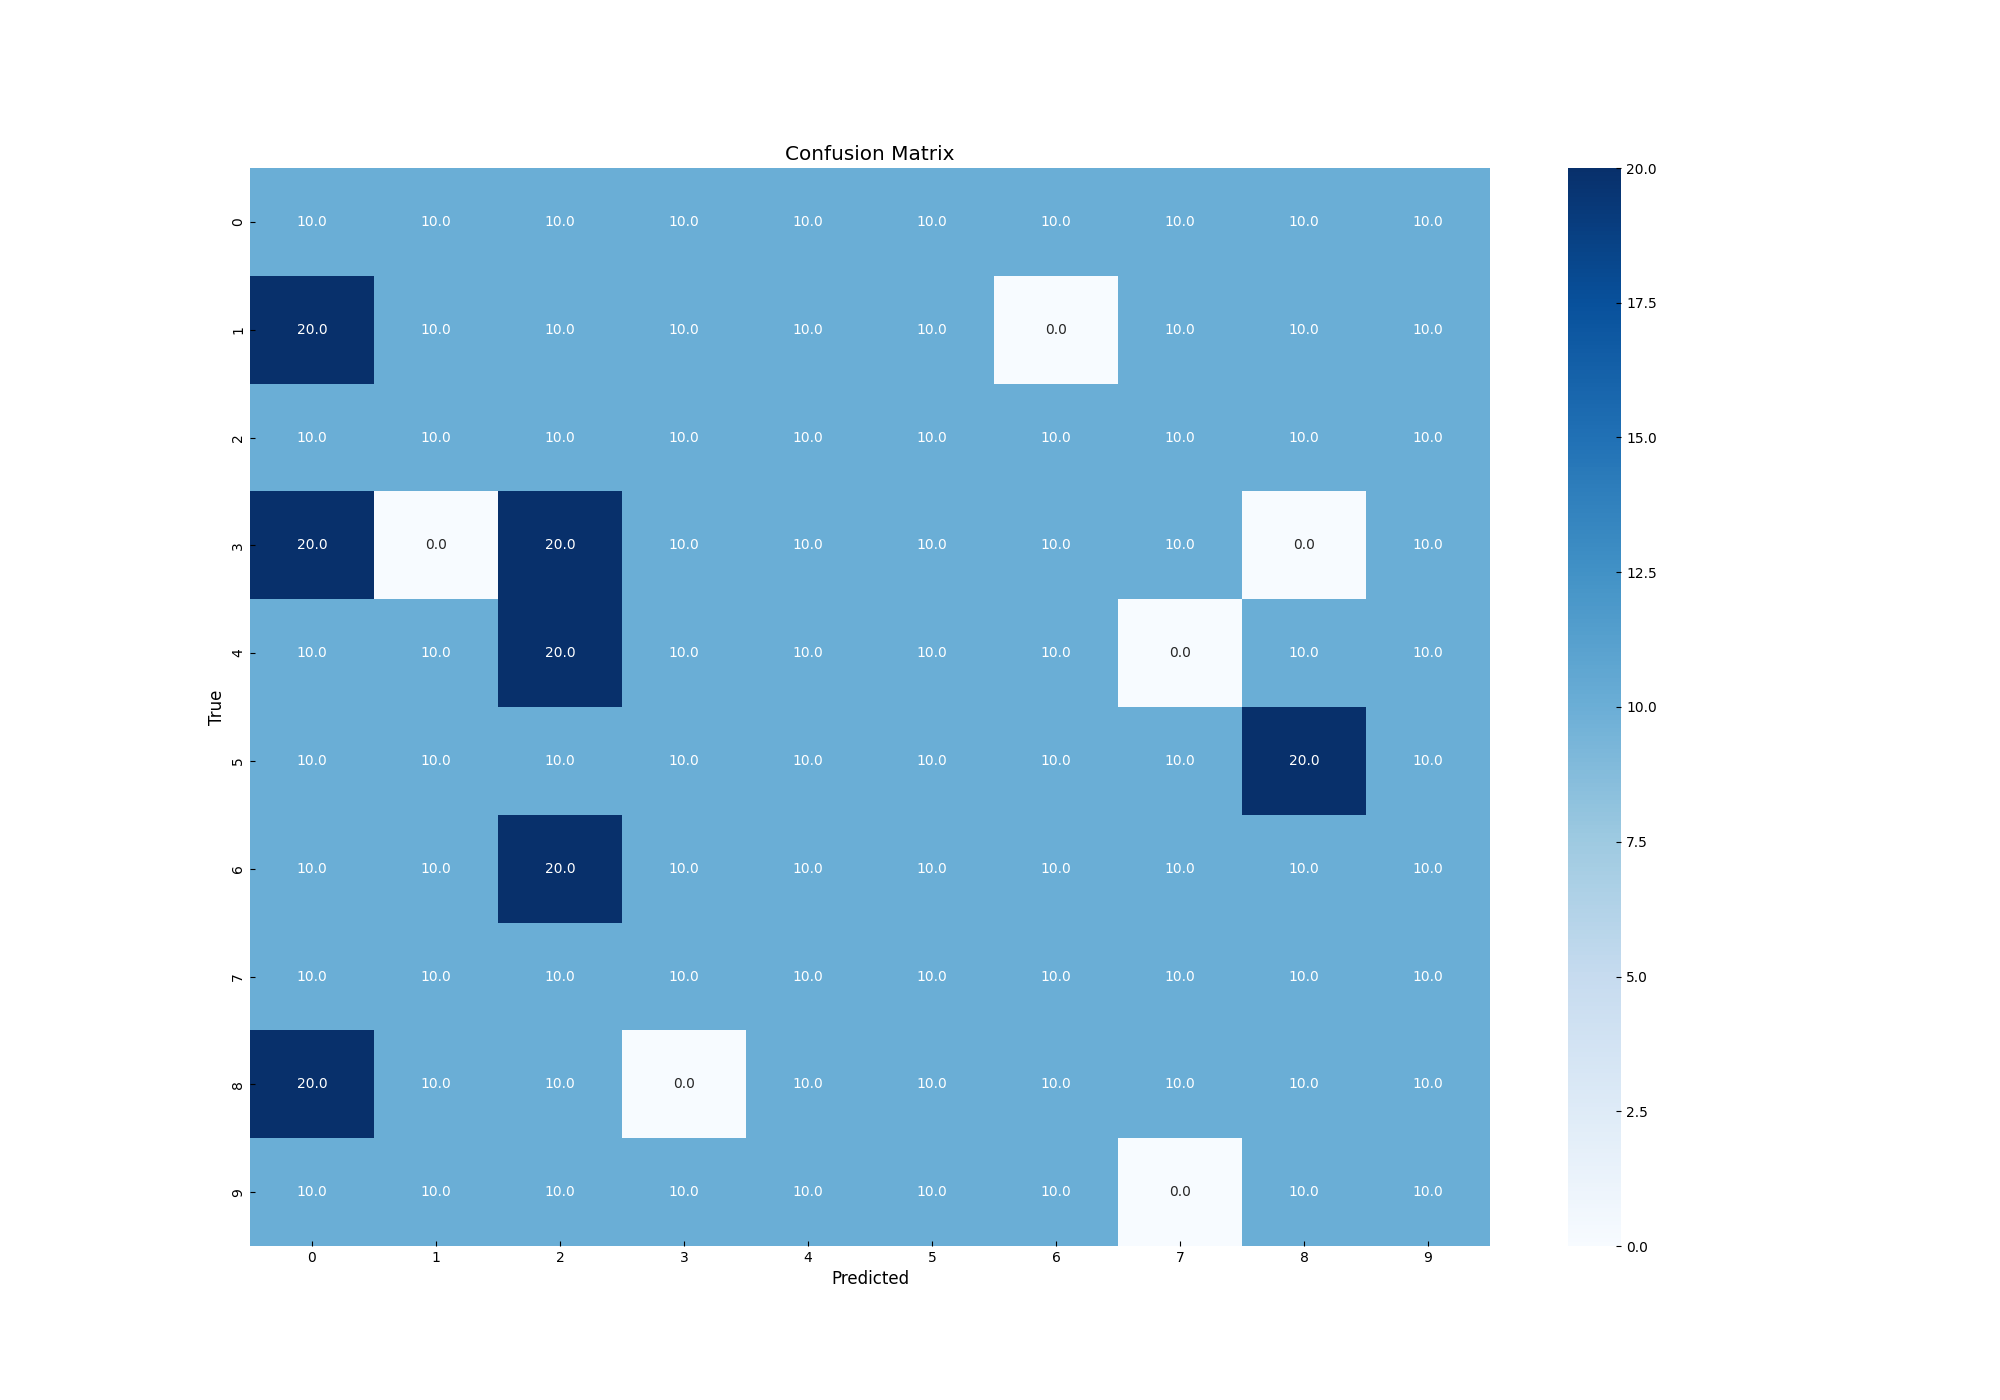 Confusion Matrix
0 10.0 10.0 10.0 10.0 10.0 10.0 10.0 10.0 10.0 10.0
1 20.0 10.0 10.0 10.0 10.0 10.0 0.0 10.0 10.0 10.0
2 10.0 10.0 10.0 10.0 10.0 10.0 10.0 10.0 10.0 10.0
3 20.0 0.0 20.0 10.0 10.0 10.0 10.0 10.0 0.0 10.0
4 10.0 10.0 20.0 10.0 10.0 10.0 10.0 0.0 10.0 10.0
5 10.0 10.0 10.0 10.0 10.0 10.0 10.0 10.0 20.0 10.0
6 10.0 10.0 20.0 10.0 10.0 10.0 10.0 10.0 10.0 10.0
7 10.0 10.0 10.0 10.0 10.0 10.0 10.0 10.0 10.0 10.0
8 20.0 10.0 10.0 0.0 10.0 10.0 10.0 10.0 10.0 10.0
9 10.0 10.0 10.0 10.0 10.0 10.0 10.0 0.0 10.0 10.0
0 1 2 3 4 5 6 7 8 9
Predicted
True
20.0
17.5
15.0
12.5
10.0
7.5
5.0
2.5
0.0